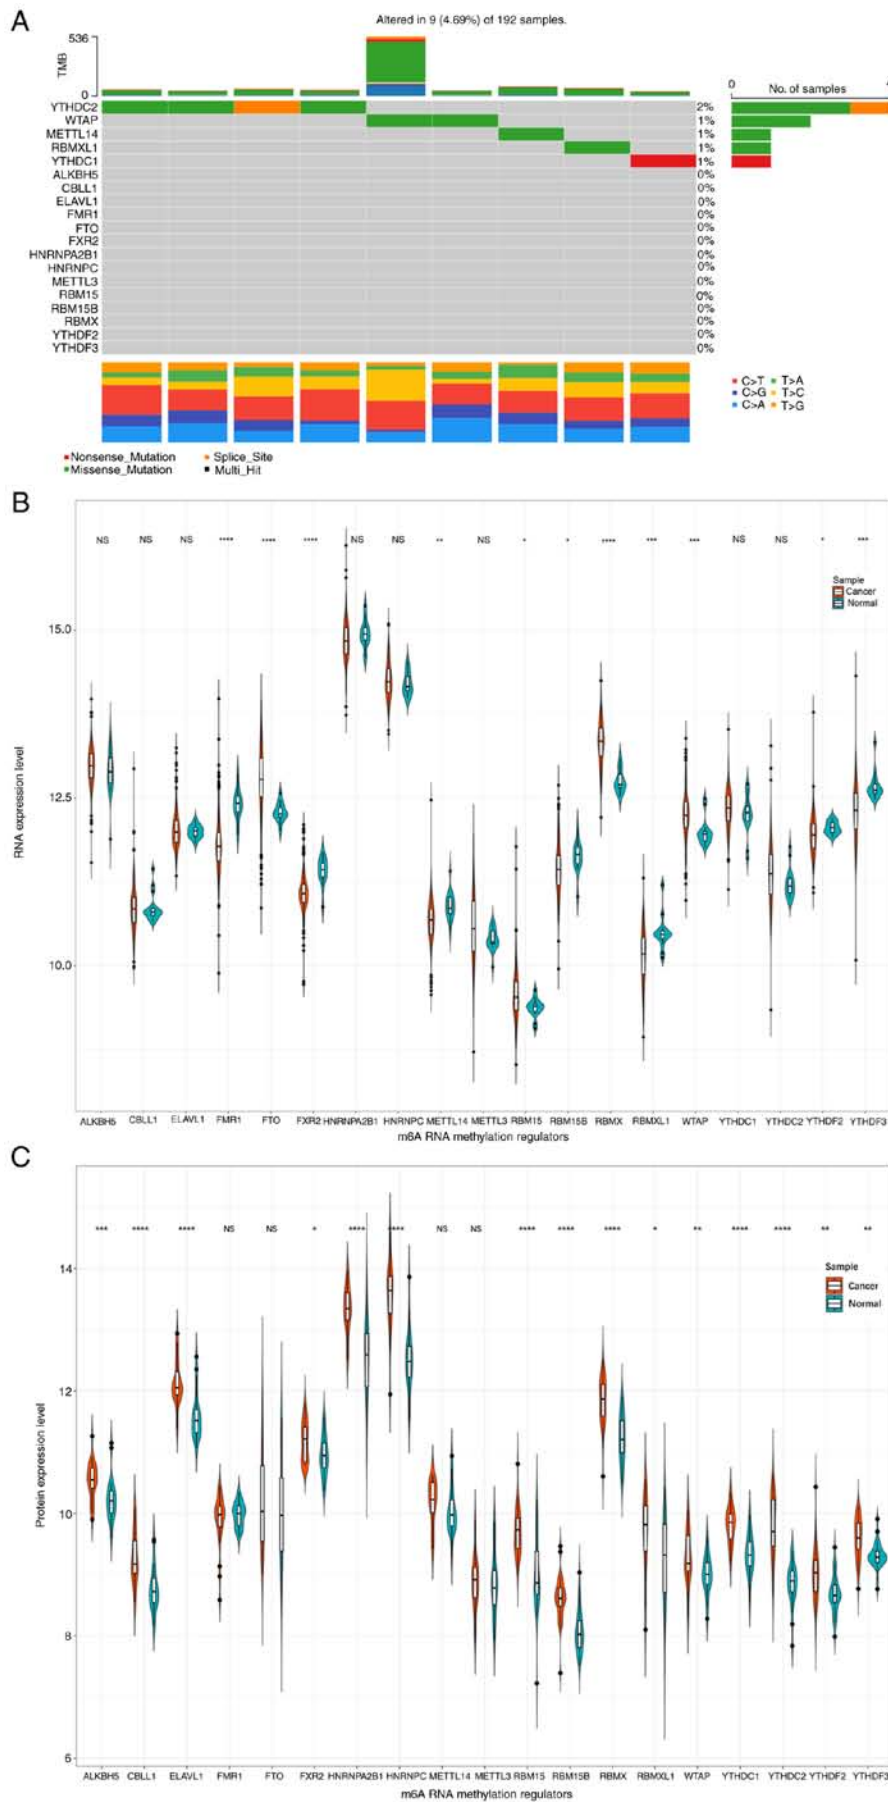 A
Altered in 9 (4.69%) of 192 samples.
536
TMB
0
0
No. of samples
YTHDC2 2%
WTAP 1%
METTL14 1%
RBMXL1 1%
YTHDC1 1%
ALKBH5 0%
CBLL1 0%
ELAVL1 0%
FMR1 0%
FTO 0%
FXR2 0%
HNRNPA2B1 0%
HNRNPC 0%
METTL3 0%
RBM15 0%
RBM15B 0%
RBMX 0%
YTHDF2 0%
YTHDF3 0%
C>T T>A
C>G T>C
C>A T>G
Nonsense_Mutation Splice_Site
Missense_Mutation Multi_Hit
B
NS NS NS **** **** **** NS NS ** NS * * **** *** *** NS NS * ***
Sample
Cancer
Normal
15.0
12.5
10.0
RNA expression level
ALKBH5 CBLL1 ELAVL1 FMR1 FTO FXR2 HNRNPA2B1 HNRNPC METTL14 METTL3 RBM15 RBM15B RBMX RBMXL1 WTAP YTHDC1 YTHDC2 YTHDF2 YTHDF3
m6A RNA methylation regulators
C
*** **** **** NS NS * **** **** NS NS **** **** **** * ** **** **** ** **
Sample
Cancer
Normal
14
12
10
8
6
Protein expression level
ALKBH5 CBLL1 ELAVL1 FMR1 FTO FXR2 HNRNPA2B1 HNRNPC METTL14 METTL3 RBM15 RBM15B RBMX RBMXL1 WTAP YTHDC1 YTHDC2 YTHDF2 YTHDF3
m6A RNA methylation regulators